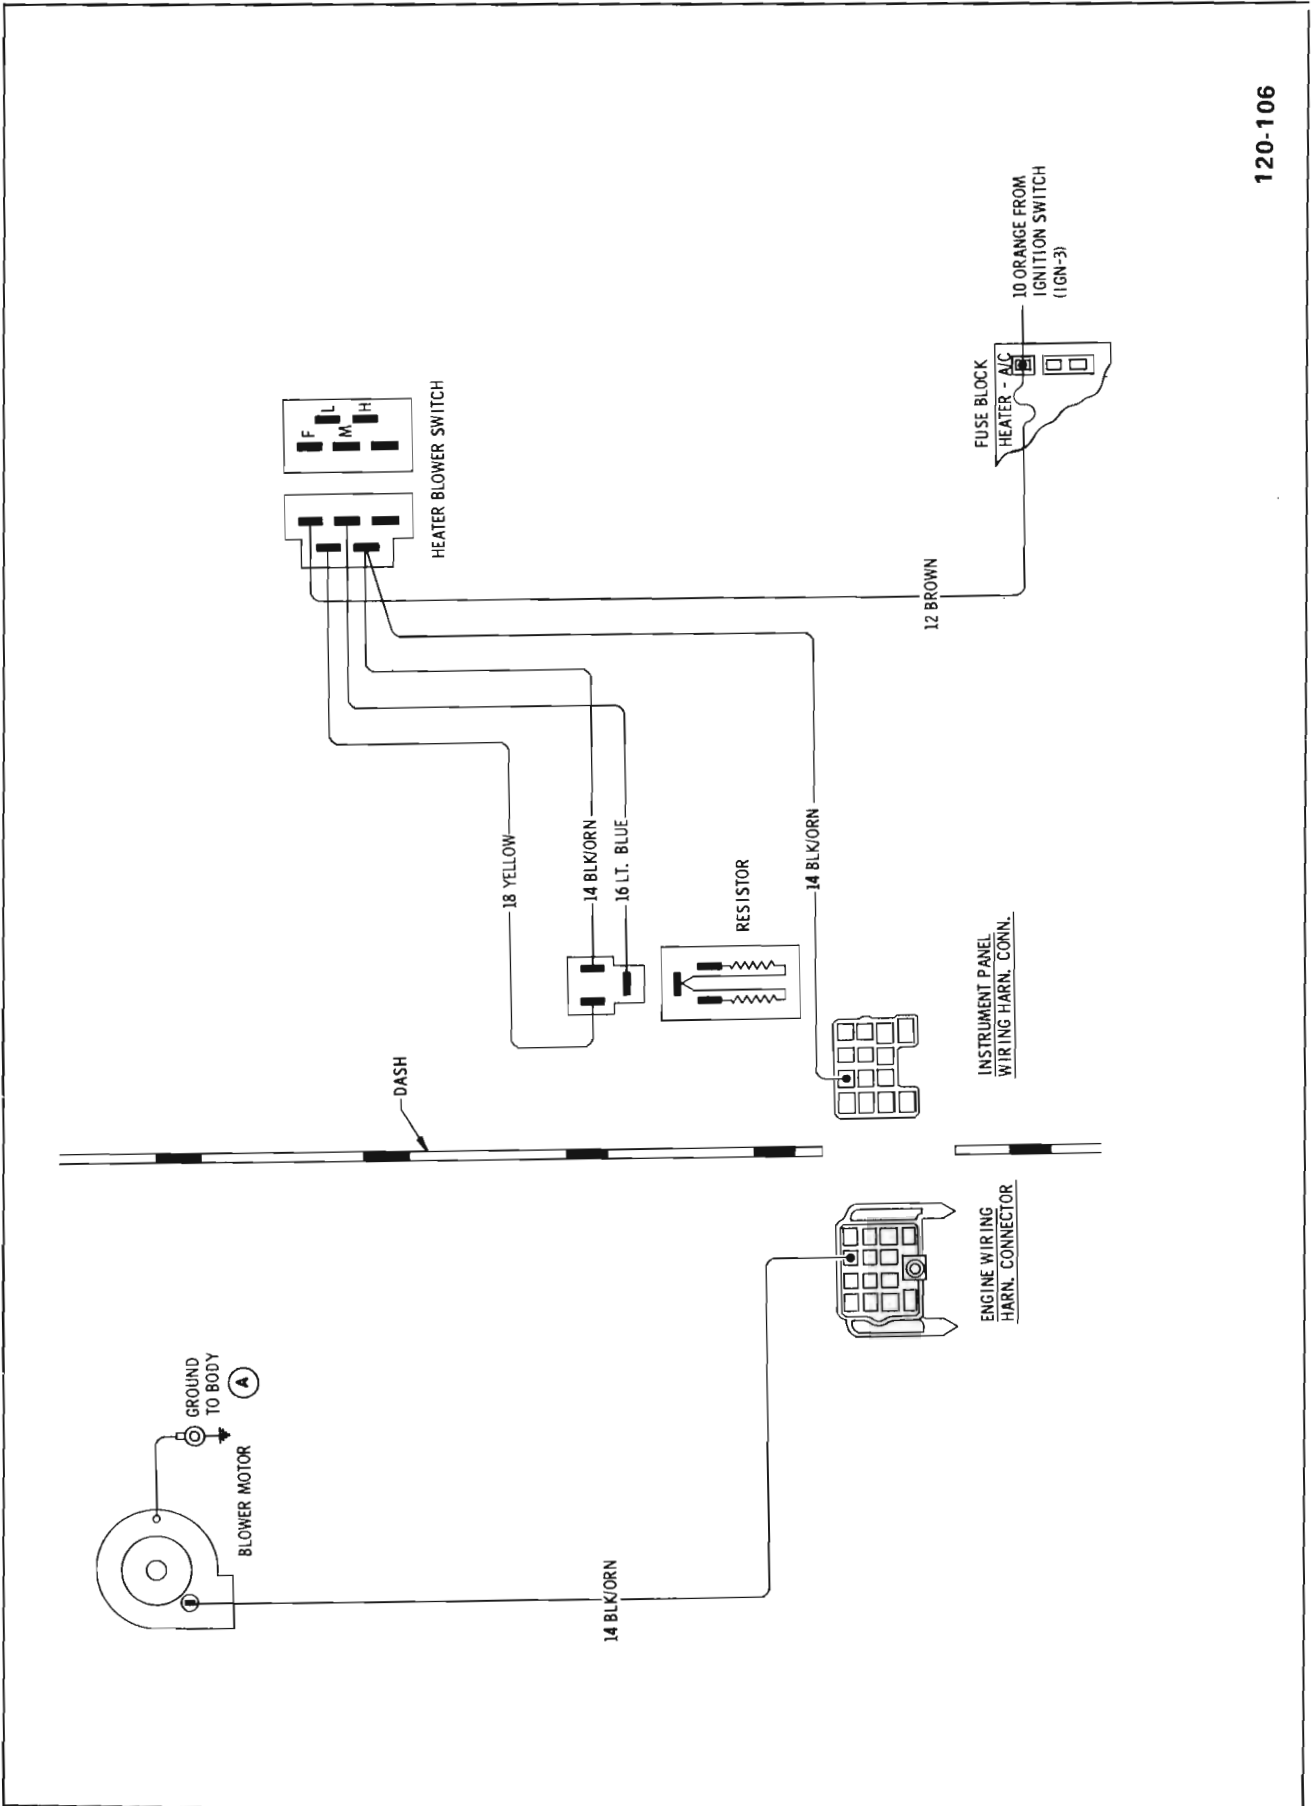 120-106
10 ORANGE FROM
IGNITION SWITCH
(IGN-3)
FUSE BLOCK
HEATER - A/C
F
L
M
H
HEATER BLOWER SWITCH
12 BROWN
18 YELLOW
14 BLK/ORN
16 LT. BLUE
14 BLK/ORN
RESISTOR
INSTRUMENT PANEL
WIRING HARN. CONN.
DASH
ENGINE WIRING
HARN. CONNECTOR
GROUND
TO BODY
A
BLOWER MOTOR
14 BLK/ORN